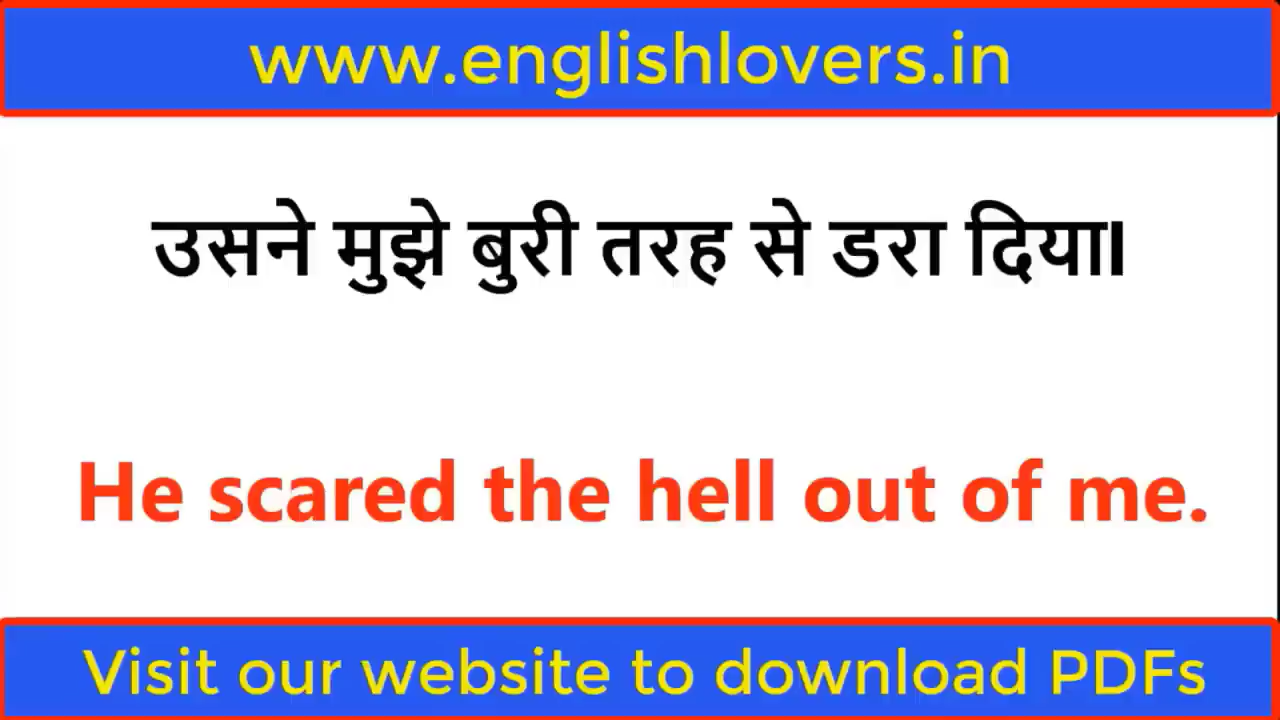 www.englishlovers.in
उसने मुझे बुरी तरह से डरा दिया।
He scared the hell out of me.
Visit our website to download PDFs